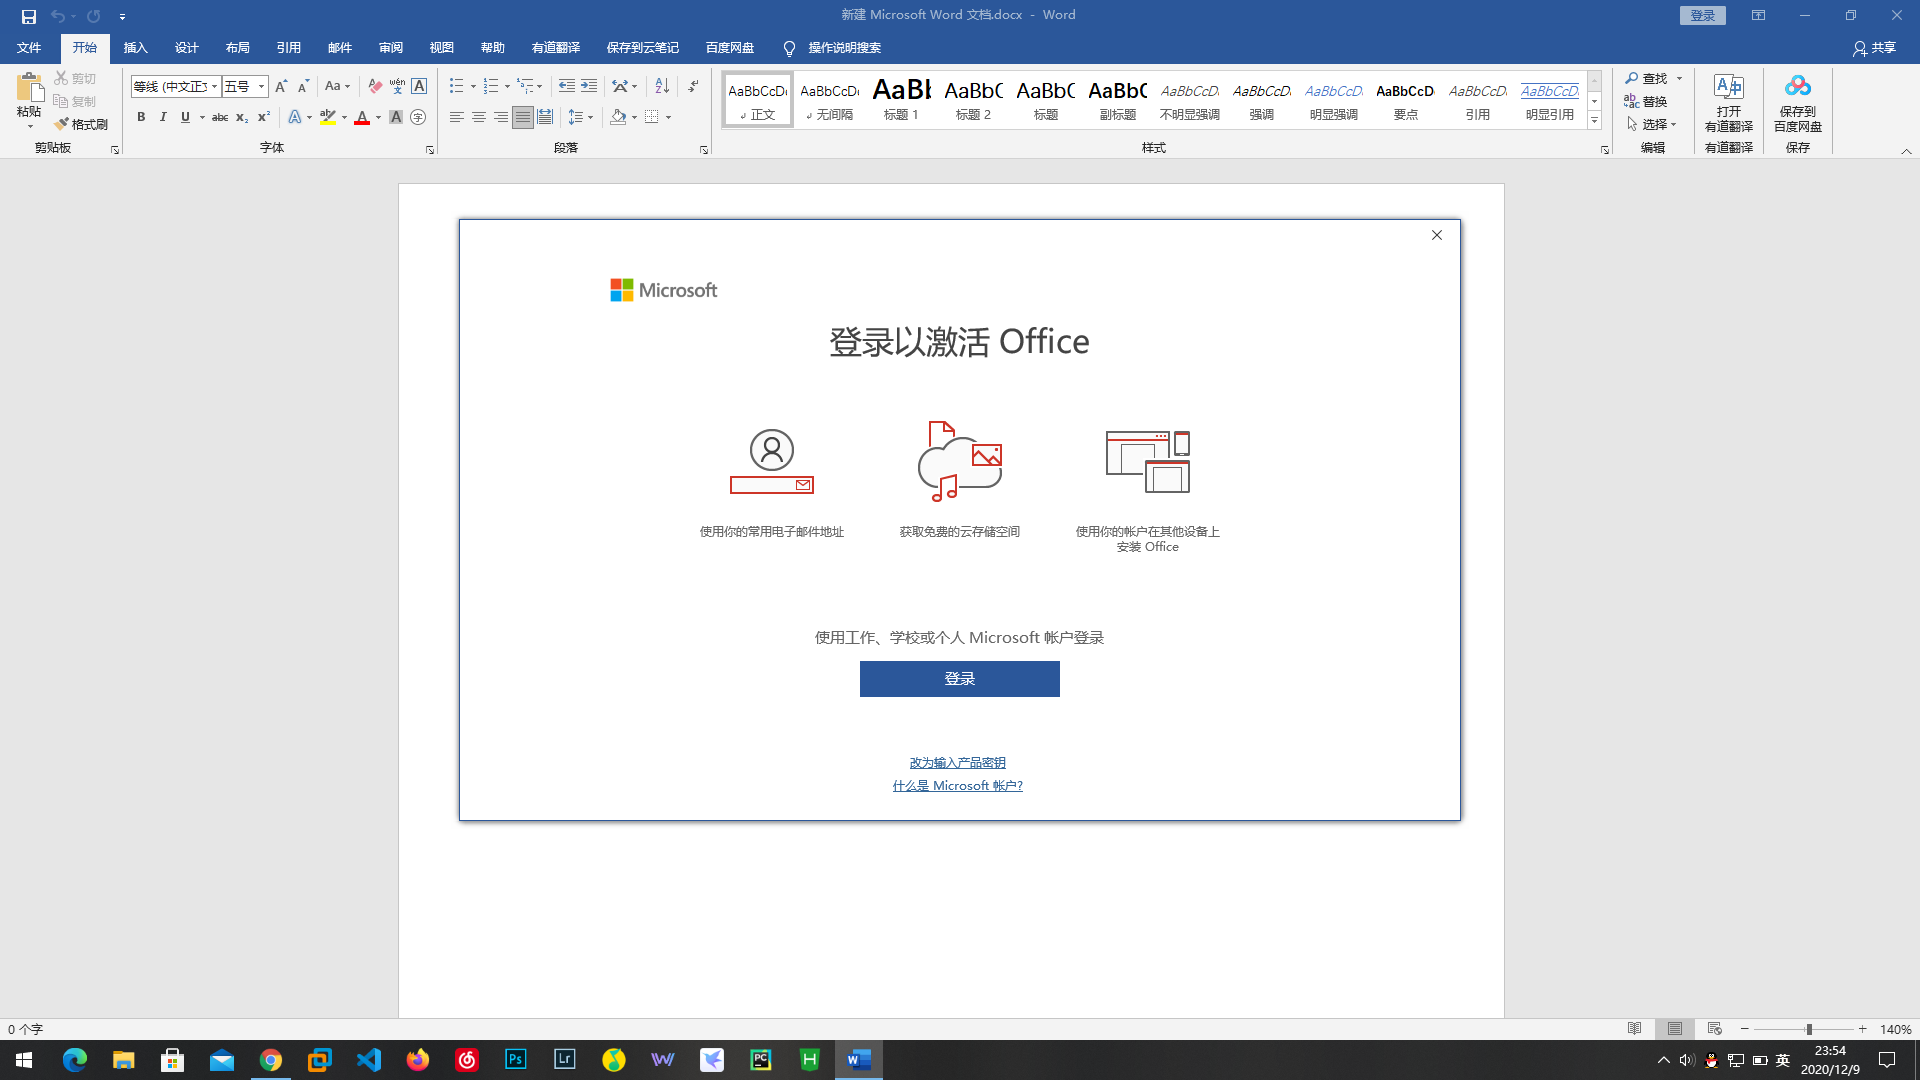 新建 Microsoft Word 文档.docx - Word
登录
文件 开始 插入 设计 布局 引用 邮件 审阅 视图 帮助 有道翻译 保存到云笔记 百度网盘 操作说明搜索 共享
粘贴
剪切
复制
格式刷
剪贴板
等线 (中文正文 五号
字体
段落
AaBbCcDd 正文
AaBbCcDd 无间隔
AaBb 标题 1
AaBbC 标题 2
AaBbC 标题
AaBbC 副标题
AaBbCcDd 不明显强调
AaBbCcDd 强调
AaBbCcDd 明显强调
AaBbCcDd 要点
AaBbCcDd 引用
AaBbCcDd 明显引用
样式
查找
替换
选择
编辑
打开
有道翻译
有道翻译
保存到
百度网盘
保存
Microsoft
登录以激活 Office
使用你的常用电子邮件地址
获取免费的云存储空间
使用你的帐户在其他设备上
安装 Office
使用工作、学校或个人 Microsoft 帐户登录
登录
改为输入产品密钥
什么是 Microsoft 帐户?
0 个字
140%
英
23:54
2020/12/9